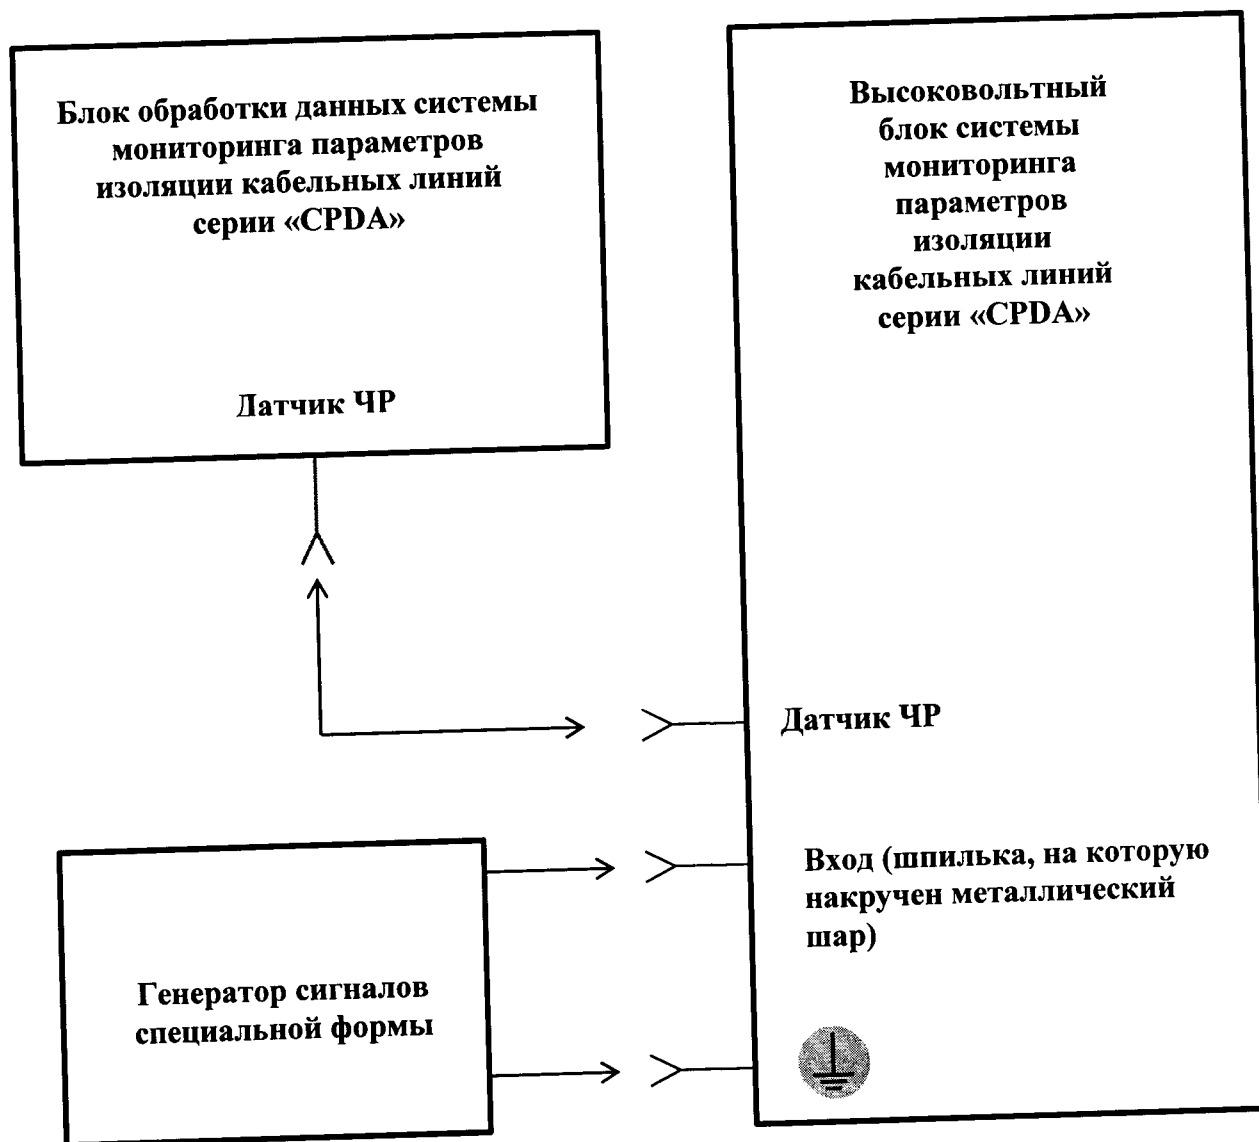 Блок обработки данных системы
мониторинга параметров
изоляции кабельных линий
серии «CPDA»
Датчик ЧР
Высоковольтный
блок системы
мониторинга
параметров
изоляции
кабельных линий
серии «CPDA»
Датчик ЧР
Вход (шпилька, на которую
накручен металлический
шар)
Генератор сигналов
специальной формы